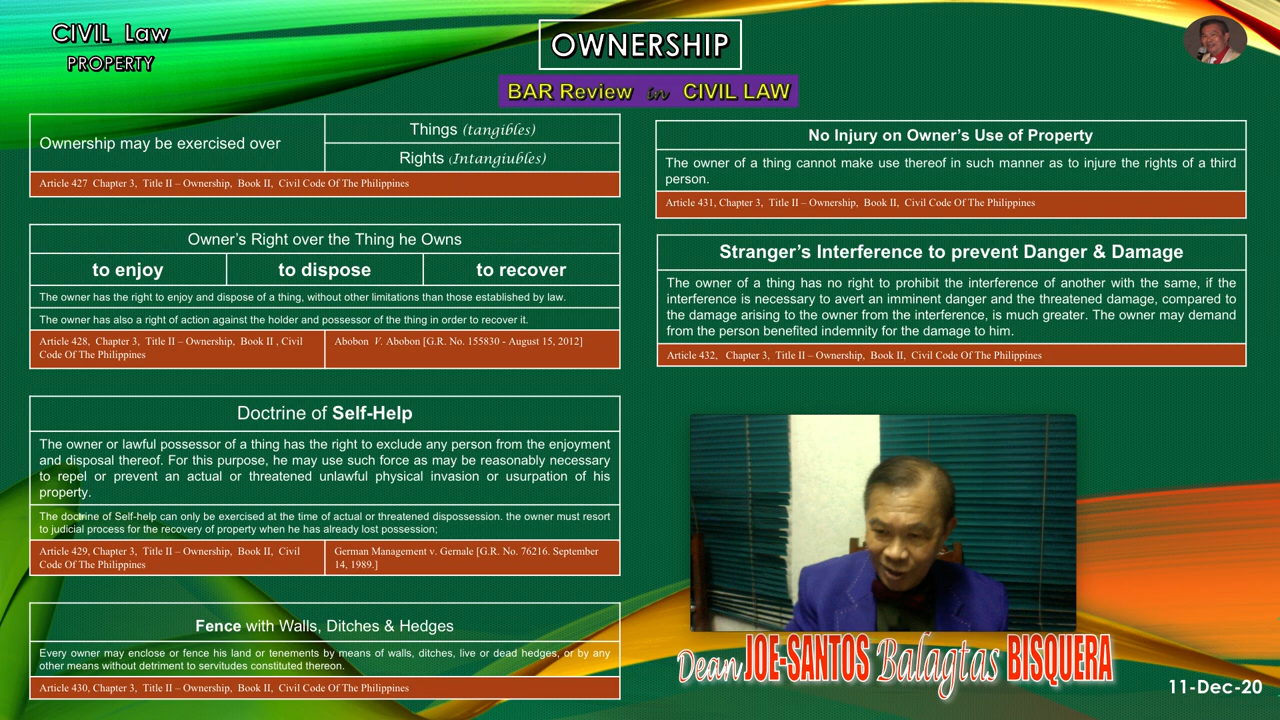 CIVIL Law
PROPERTY
OWNERSHIP
BAR Review in CIVIL LAW
Ownership may be exercised over
Things (tangibles)
Rights (Intangiubles)
Article 427 Chapter 3, Title II – Ownership, Book II, Civil Code Of The Philippines
Owner's Right over the Thing he Owns
to enjoy
to dispose
to recover
The owner has the right to enjoy and dispose of a thing, without other limitations than those established by law.
The owner has also a right of action against the holder and possessor of the thing in order to recover it.
Article 428, Chapter 3, Title II – Ownership, Book II , Civil
Code Of The Philippines
Abobon V. Abobon [G.R. No. 155830 - August 15, 2012]
Doctrine of Self-Help
The owner or lawful possessor of a thing has the right to exclude any person from the enjoyment
and disposal thereof. For this purpose, he may use such force as may be reasonably necessary
to repel or prevent an actual or threatened unlawful physical invasion or usurpation of his
property.
The doctrine of Self-help can only be exercised at the time of actual or threatened dispossession. the owner must resort
to judicial process for the recovery of property when he has already lost possession;
Article 429, Chapter 3, Title II – Ownership, Book II, Civil
Code Of The Philippines
German Management v. Gernale [G.R. No. 76216. September
14, 1989.]
Fence with Walls, Ditches & Hedges
Every owner may enclose or fence his land or tenements by means of walls, ditches, live or dead hedges, or by any
other means without detriment to servitudes constituted thereon.
Article 430, Chapter 3, Title II – Ownership, Book II, Civil Code Of The Philippines
No Injury on Owner's Use of Property
The owner of a thing cannot make use thereof in such manner as to injure the rights of a third
person.
Article 431, Chapter 3, Title II – Ownership, Book II, Civil Code Of The Philippines
Stranger's Interference to prevent Danger & Damage
The owner of a thing has no right to prohibit the interference of another with the same, if the
interference is necessary to avert an imminent danger and the threatened damage, compared to
the damage arising to the owner from the interference, is much greater. The owner may demand
from the person benefited indemnity for the damage to him.
Article 432, Chapter 3, Title II – Ownership, Book II, Civil Code Of The Philippines
Dean JOE-SANTOS Balagtas BISQUERA
11-Dec-20